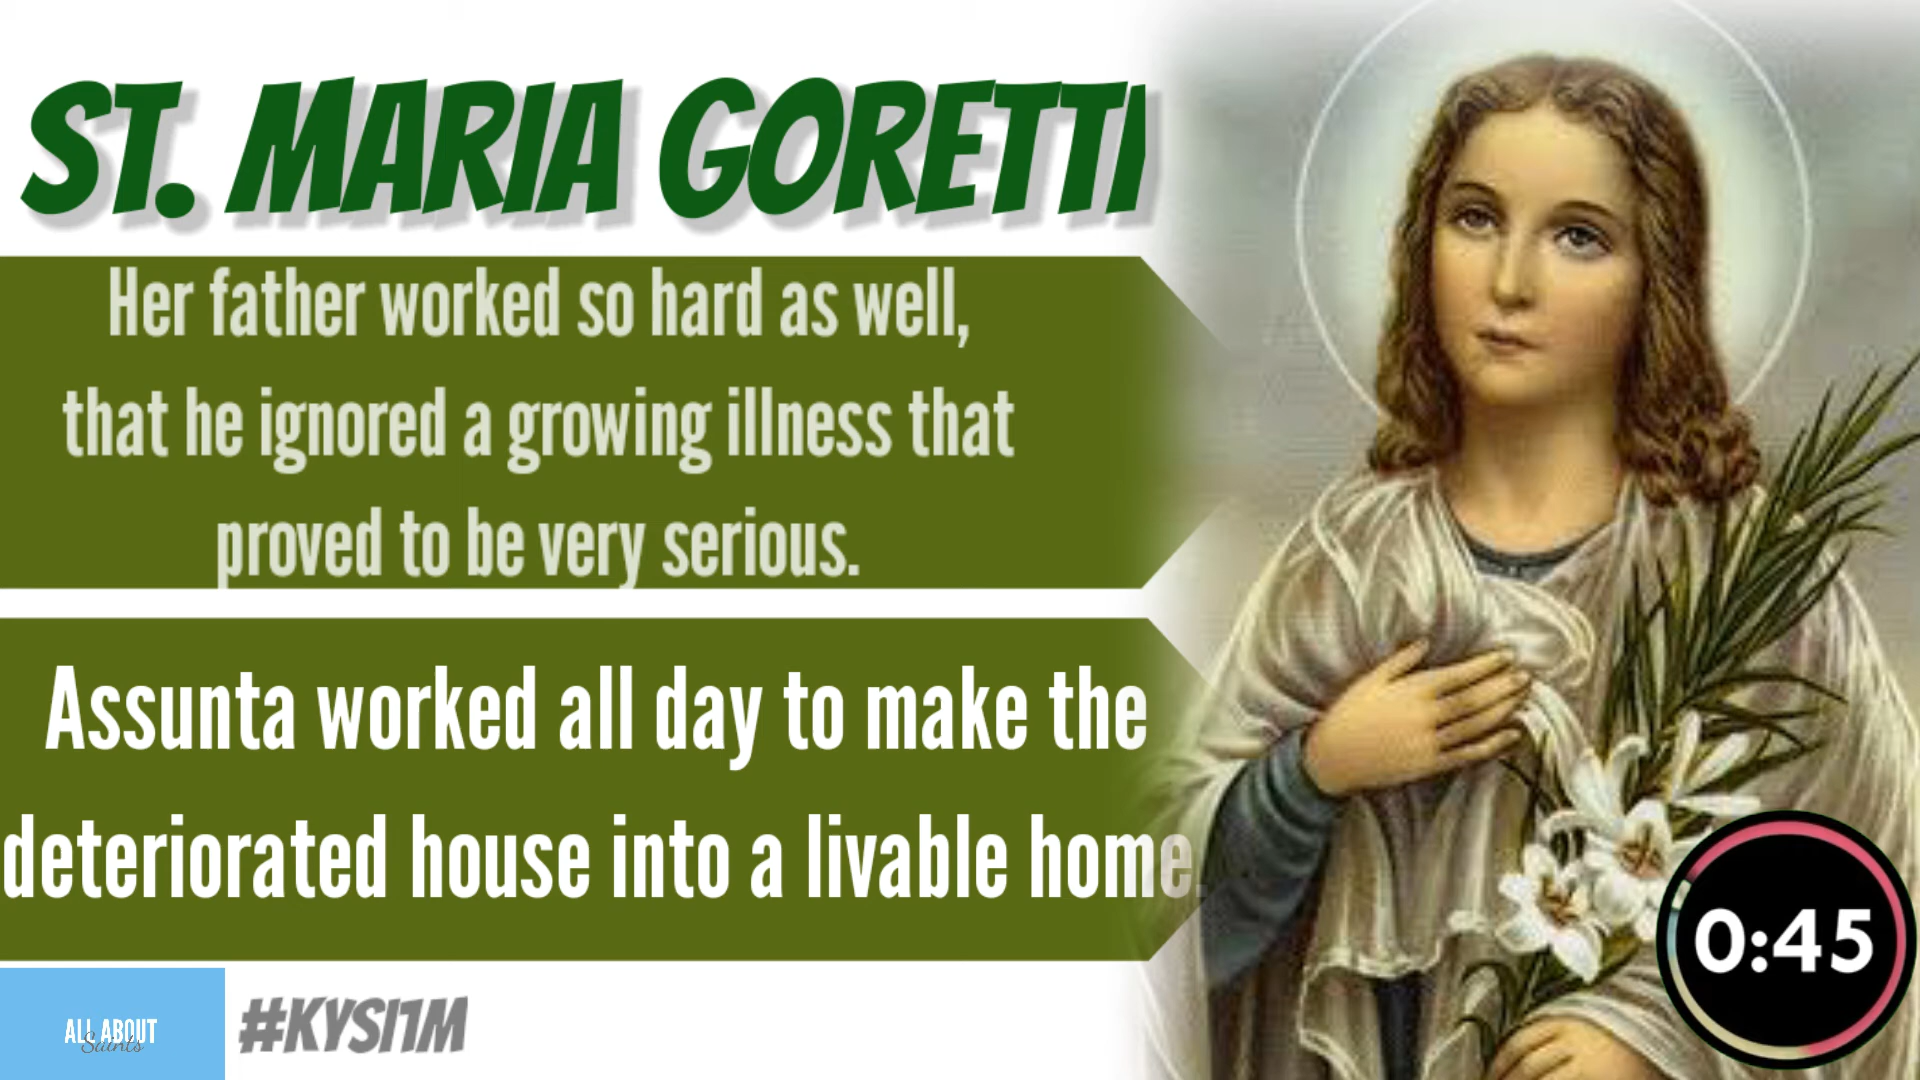 ST. MARIA GORETTI
Her father worked so hard as well,
that he ignored a growing illness that
proved to be very serious.
Assunta worked all day to make the
deteriorated house into a livable home.
ALL ABOUT
Saints
#KYSI1M
0:45